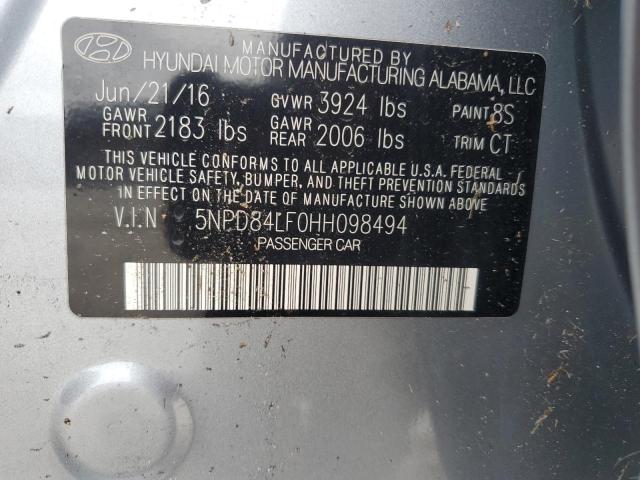 MANUFACTURED BY
HYUNDAI MOTOR MANUFACTURING ALABAMA, LLC
Jun/21/16 GVWR 3924 lbs PAINT 8S
GAWR FRONT 2183 lbs GAWR REAR 2006 lbs TRIM CT
THIS VEHICLE CONFORMS TO ALL APPLICABLE U.S.A. FEDERAL
MOTOR VEHICLE SAFETY, BUMPER, AND THEFT PREVENTION
STANDARDS IN EFFECT ON THE DATE OF MANUFACTURE SHOWN ABOVE.
V.I.N 5NPD84LF0HH098494
PASSENGER CAR